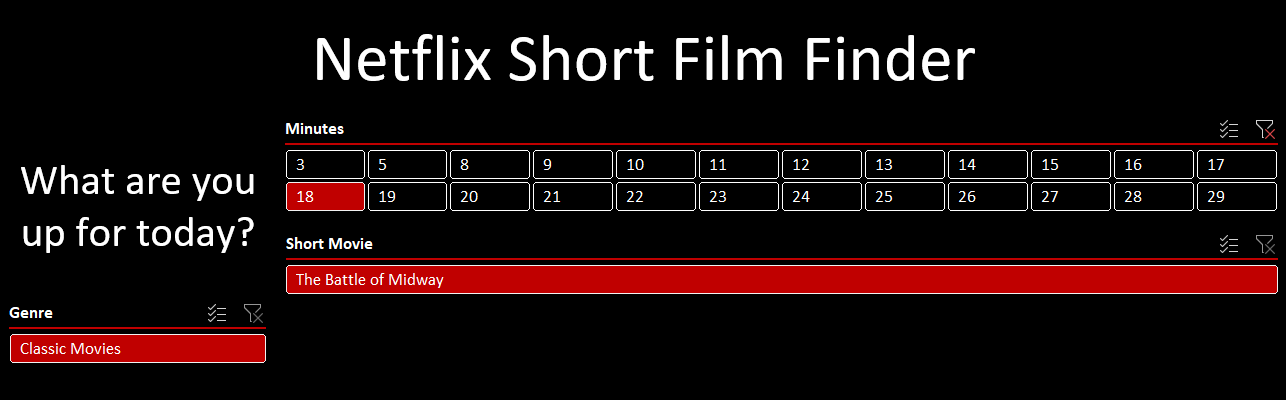 Netflix Short Film Finder
What are you
up for today?
Minutes
3 5 8 9 10 11 12 13 14 15 16 17
18 19 20 21 22 23 24 25 26 27 28 29
Short Movie
The Battle of Midway
Genre
Classic Movies